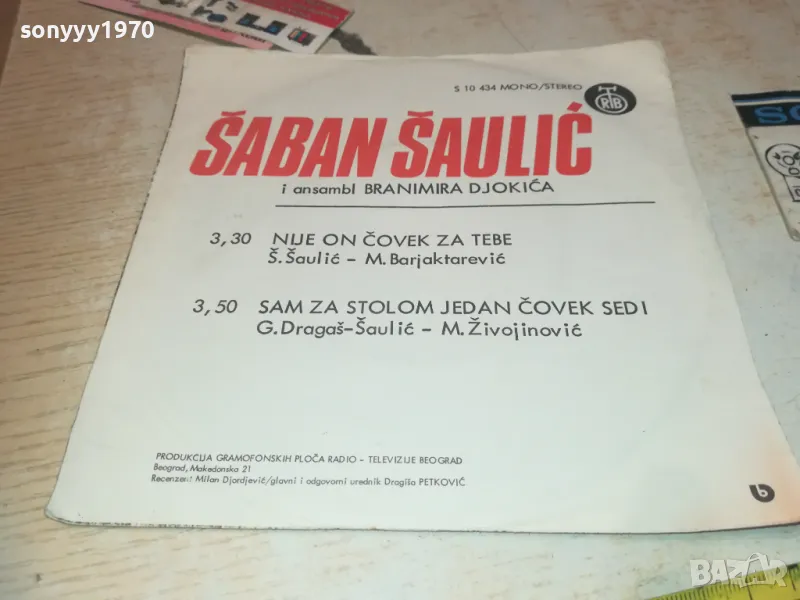 sonyyy1970
S 10 434 MONO/STEREO
RTB
ŠABAN ŠAULIĆ
i ansambl BRANIMIRA DJOKIĆA
3,30 NIJE ON ČOVEK ZA TEBE
Š. Šaulić – M. Barjaktarević
3,50 SAM ZA STOLOM JEDAN ČOVEK SEDI
G. Dragaš-Šaulić – M. Živojinović
PRODUKCIJA GRAMOFONSKIH PLOČA RADIO – TELEVIZIJE BEOGRAD
Beograd, Makedonska 21
Recenzent Milan Djordjević/glavni i odgovorni urednik Dragiša PETKOVIĆ
b
BAZAR